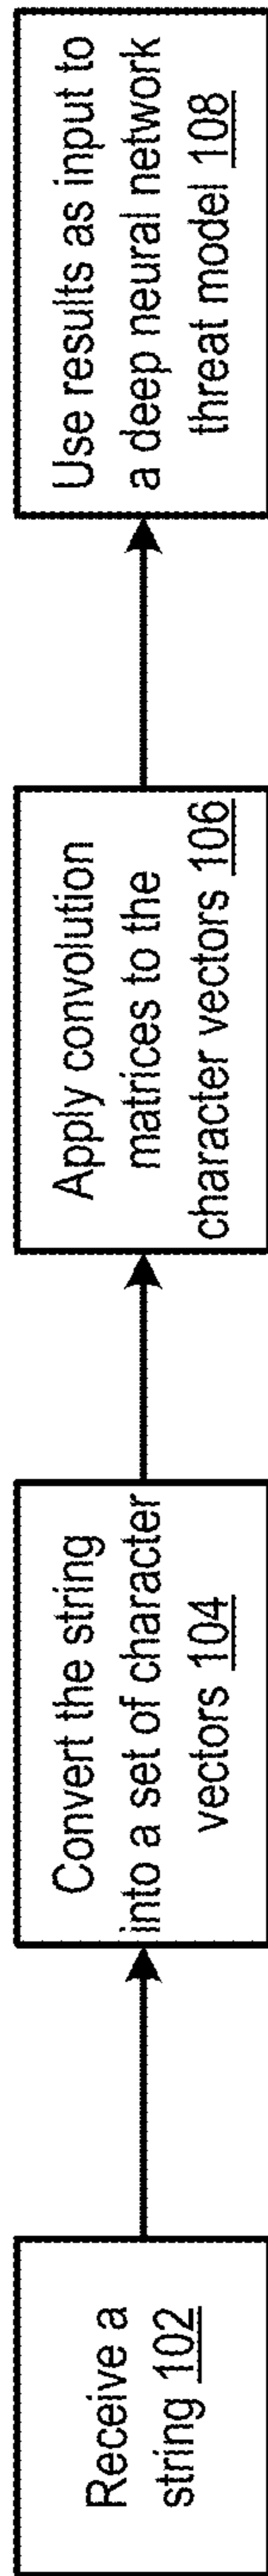 Receive a
string 102
Convert the string
into a set of character
vectors 104
Apply convolution
matrices to the
character vectors 106
Use results as input to
a deep neural network
threat model 108